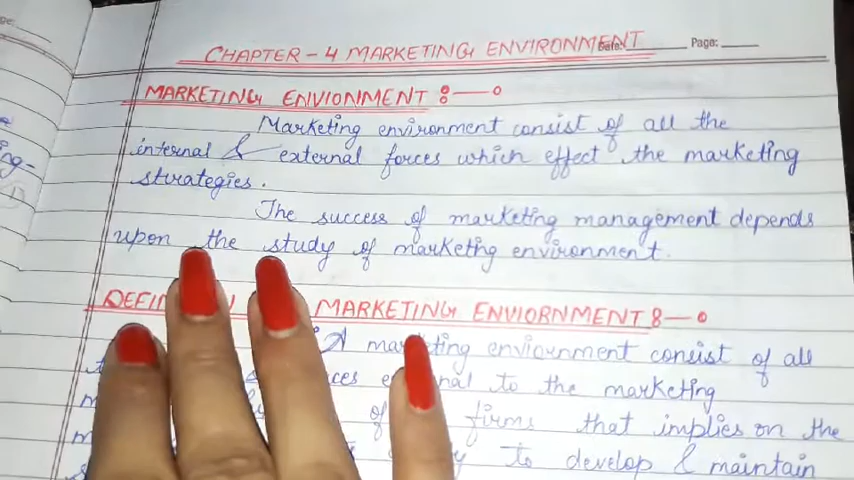 CHAPTER - 4 MARKETING ENVIRONMENT
Date: Page:
MARKETING ENVIONMENT :- 
Marketing environment consist of all the
internal & external forces which effect the marketing
strategies.
The success of marketing management depends
upon the study of marketing environment.
MARKETING ENVIORNMENT :-
"A marketing enviournment consist of all
to the marketing
of firms that implies on the
to develop & maintain